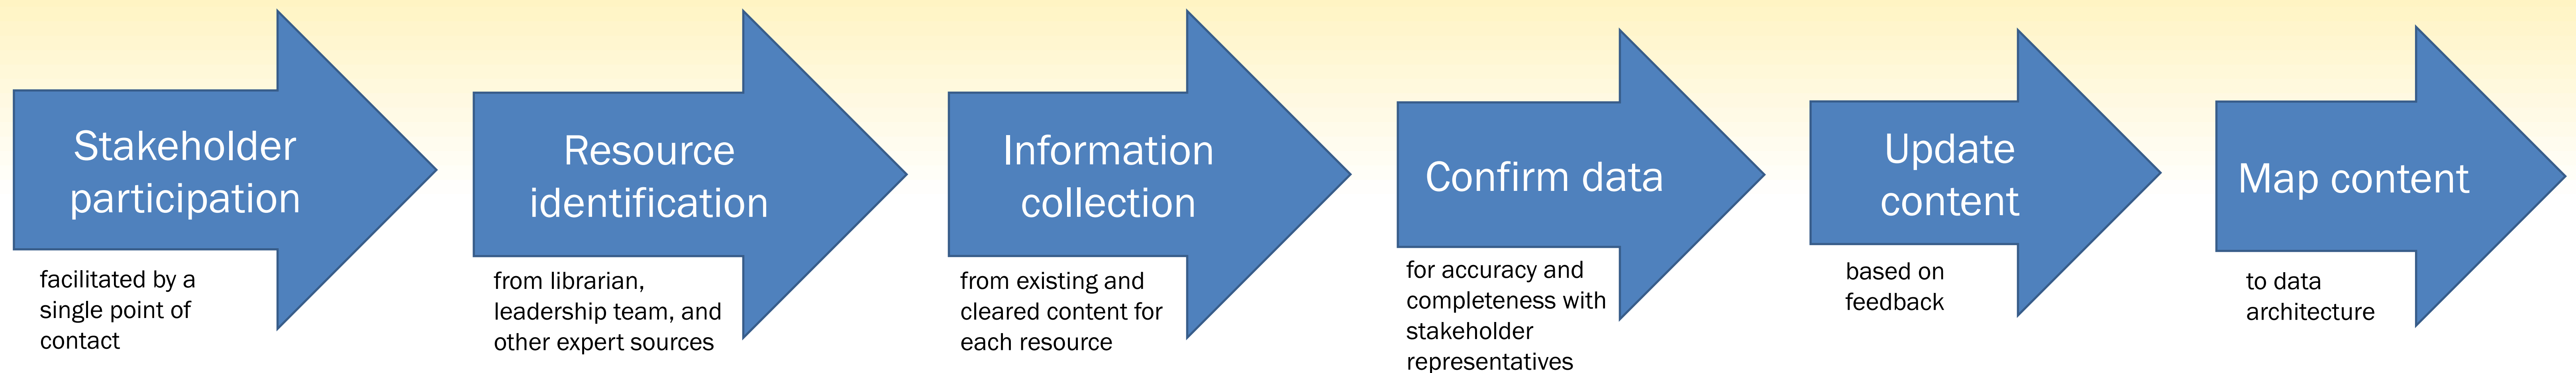 Stakeholder
participation
facilitated by a
single point of
contact
Resource
identification
from librarian,
leadership team, and
other expert sources
Information
collection
from existing and
cleared content for
each resource
Confirm data
for accuracy and
completeness with
stakeholder
representatives
Update
content
based on
feedback
Map content
to data
architecture